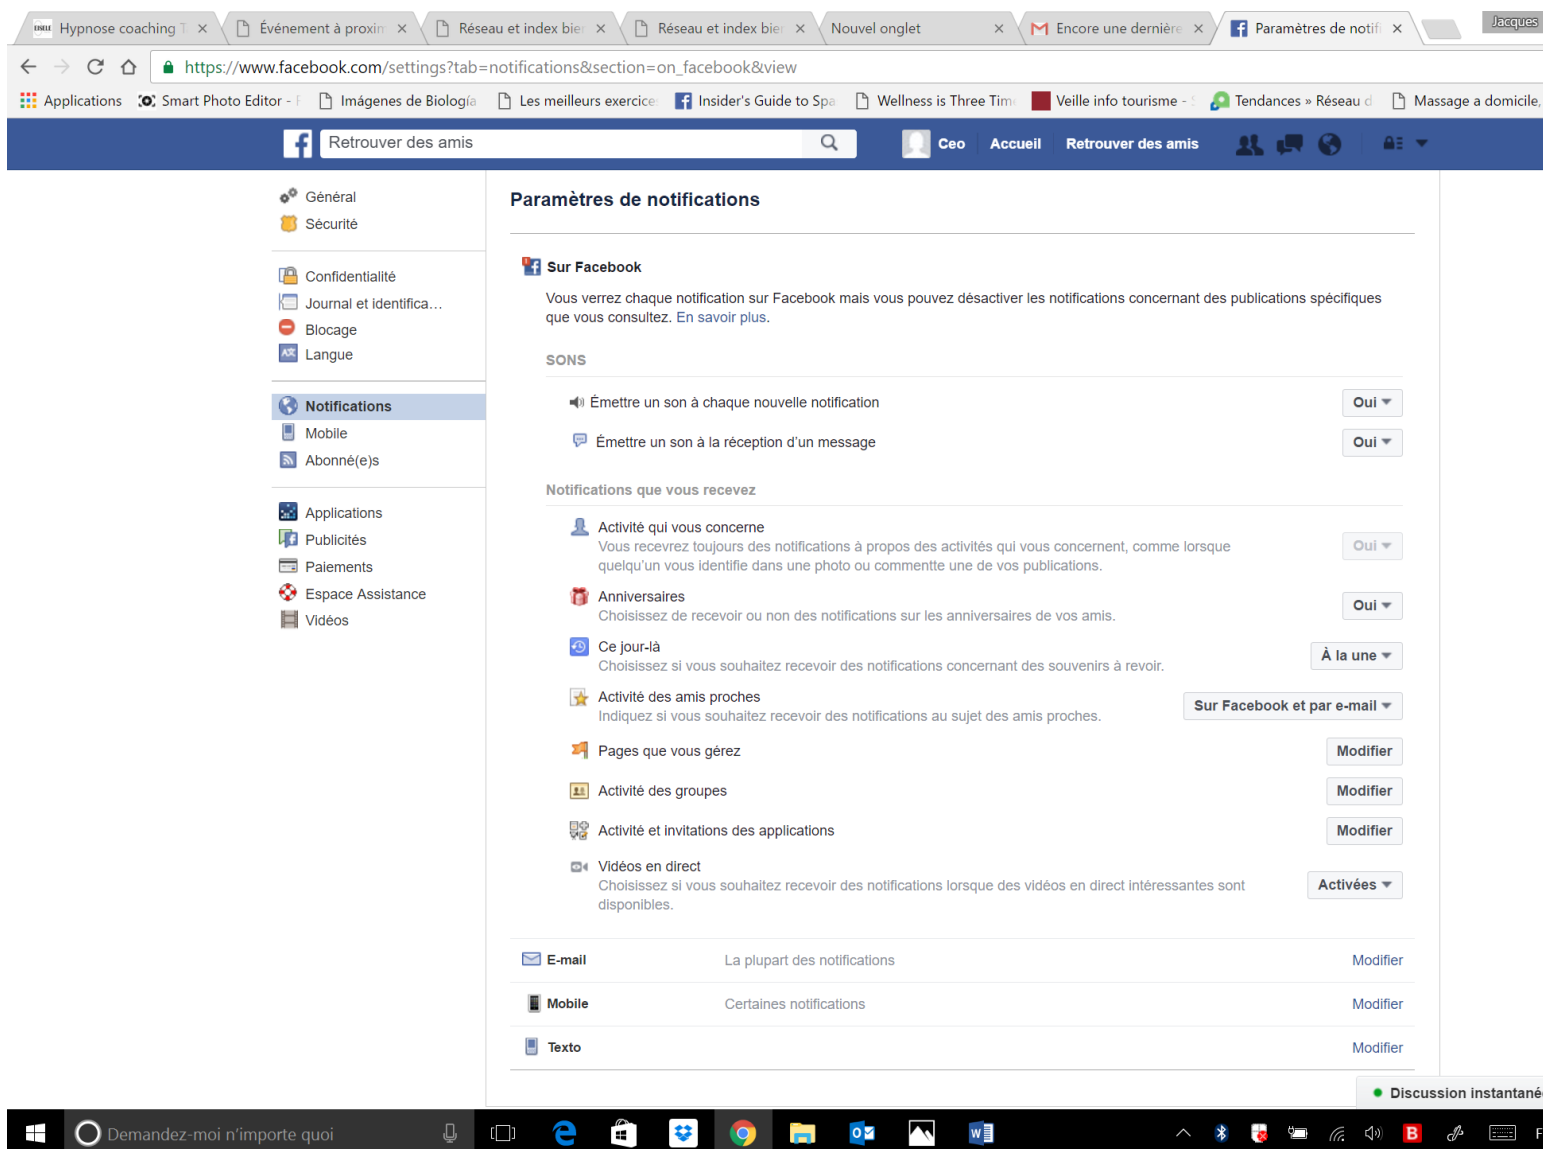 Jacques
Hypnose coaching T
Événement à proxim
Réseau et index bie
Réseau et index bie
Nouvel onglet
Encore une dernière
Paramètres de notifi
https://www.facebook.com/settings?tab=notifications&section=on_facebook&view
Applications
Smart Photo Editor - F
Imágenes de Biología
Les meilleurs exercice
Insider's Guide to Spa
Wellness is Three Tim
Veille info tourisme - S
Tendances » Réseau d
Massage a domicile,
Retrouver des amis
Ceo
Accueil
Retrouver des amis
Général
Sécurité
Confidentialité
Journal et identifica…
Blocage
Langue
Notifications
Mobile
Abonné(e)s
Applications
Publicités
Paiements
Espace Assistance
Vidéos
Paramètres de notifications
Sur Facebook
Vous verrez chaque notification sur Facebook mais vous pouvez désactiver les notifications concernant des publications spécifiques
que vous consultez. En savoir plus.
SONS
Émettre un son à chaque nouvelle notification
Oui
Émettre un son à la réception d'un message
Oui
Notifications que vous recevez
Activité qui vous concerne
Vous recevrez toujours des notifications à propos des activités qui vous concernent, comme lorsque
quelqu'un vous identifie dans une photo ou commentte une de vos publications.
Oui
Anniversaires
Choisissez de recevoir ou non des notifications sur les anniversaires de vos amis.
Oui
Ce jour-là
Choisissez si vous souhaitez recevoir des notifications concernant des souvenirs à revoir.
À la une
Activité des amis proches
Indiquez si vous souhaitez recevoir des notifications au sujet des amis proches.
Sur Facebook et par e-mail
Pages que vous gérez
Modifier
Activité des groupes
Modifier
Activité et invitations des applications
Modifier
Vidéos en direct
Choisissez si vous souhaitez recevoir des notifications lorsque des vidéos en direct intéressantes sont
disponibles.
Activées
E-mail
La plupart des notifications
Modifier
Mobile
Certaines notifications
Modifier
Texto
Modifier
Discussion instantané
Demandez-moi n'importe quoi